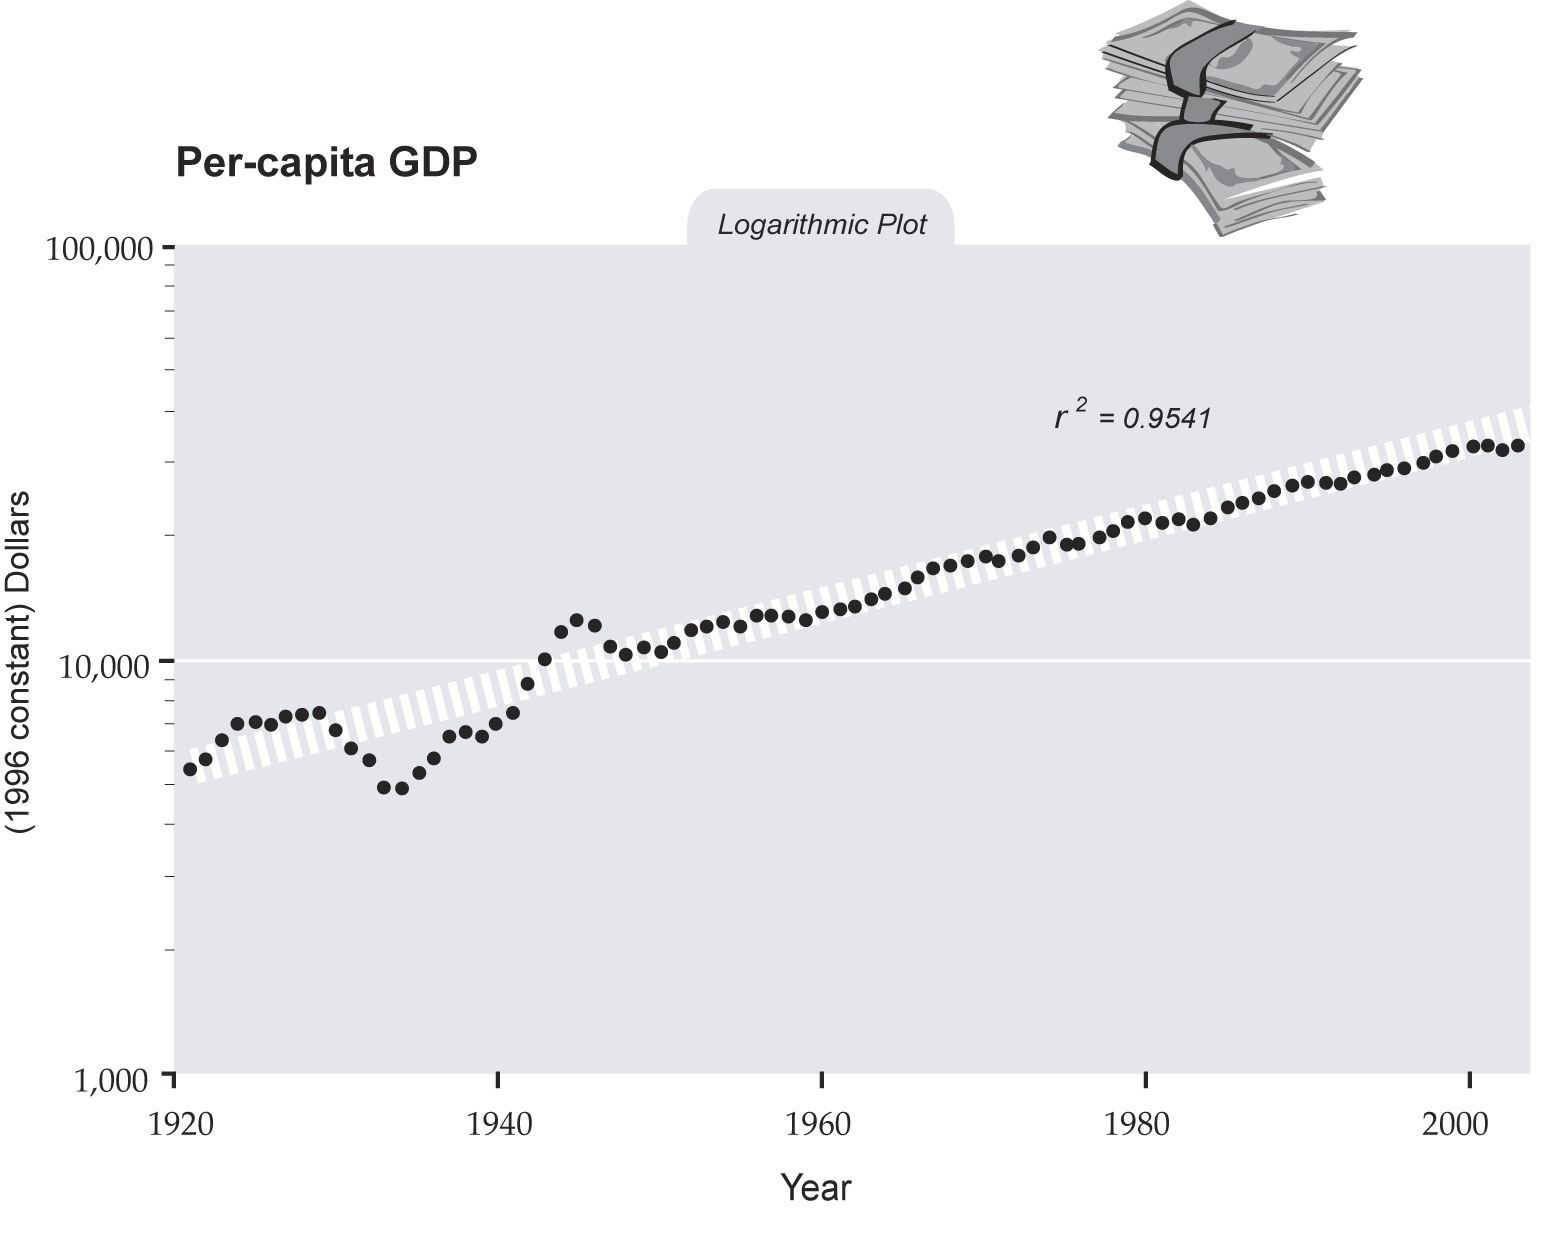 Per-capita GDP
Logarithmic Plot
100,000
r 2 = 0.9541
(1996 constant) Dollars
10,000
1,000
1920 1940 1960 1980 2000
Year